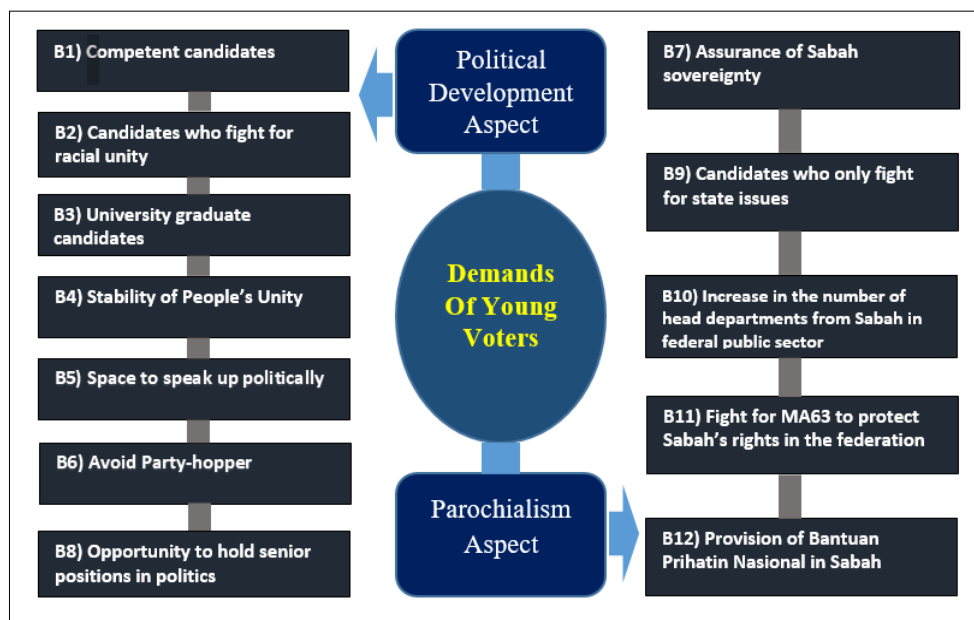 B1) Competent candidates
B2) Candidates who fight for
racial unity
B3) University graduate
candidates
B4) Stability of People’s Unity
B5) Space to speak up politically
B6) Avoid Party-hopper
B8) Opportunity to hold senior
positions in politics
Political
Development
Aspect
Demands
Of Young
Voters
Parochialism
Aspect
B7) Assurance of Sabah
sovereignty
B9) Candidates who only fight
for state issues
B10) Increase in the number of
head departments from Sabah in
federal public sector
B11) Fight for MA63 to protect
Sabah’s rights in the federation
B12) Provision of Bantuan
Prihatin Nasional in Sabah